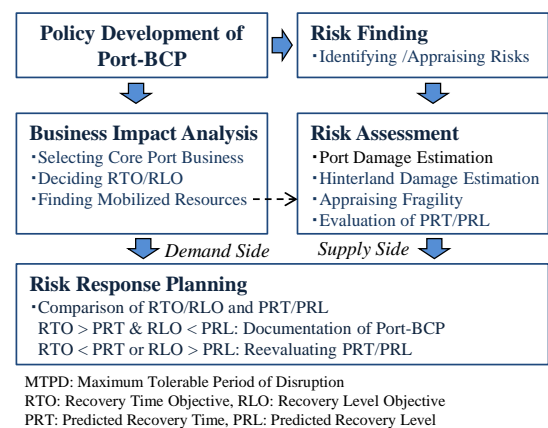 Policy Development of
Port-BCP
Risk Finding
・Identifying /Appraising Risks
Business Impact Analysis
・Selecting Core Port Business
・Deciding RTO/RLO
・Finding Mobilized Resources
Risk Assessment
・Port Damage Estimation
・Hinterland Damage Estimation
・Appraising Fragility
・Evaluation of PRT/PRL
Demand Side
Supply Side
Risk Response Planning
・Comparison of RTO/RLO and PRT/PRL
RTO > PRT & RLO < PRL: Documentation of Port-BCP
RTO < PRT or RLO > PRL: Reevaluating PRT/PRL
MTPD: Maximum Tolerable Period of Disruption
RTO: Recovery Time Objective, RLO: Recovery Level Objective
PRT: Predicted Recovery Time, PRL: Predicted Recovery Level